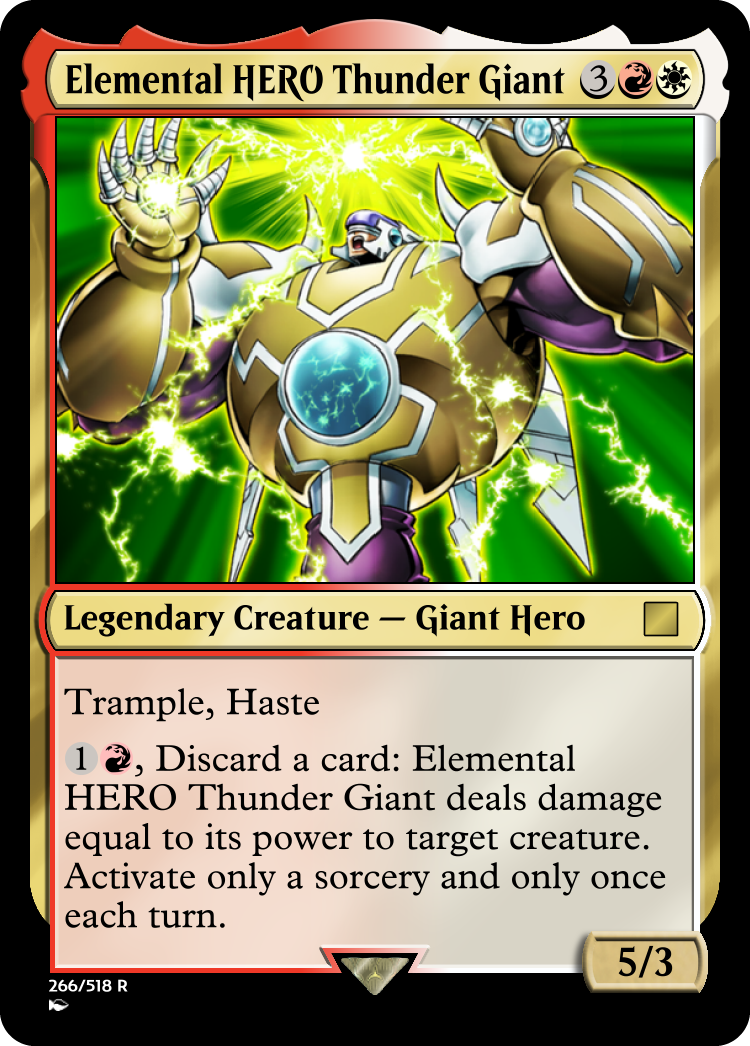 Elemental HERO Thunder Giant 3
Legendary Creature — Giant Hero
Trample, Haste
1, Discard a card: Elemental
HERO Thunder Giant deals damage
equal to its power to target creature.
Activate only a sorcery and only once
each turn.
5/3
266/518 R